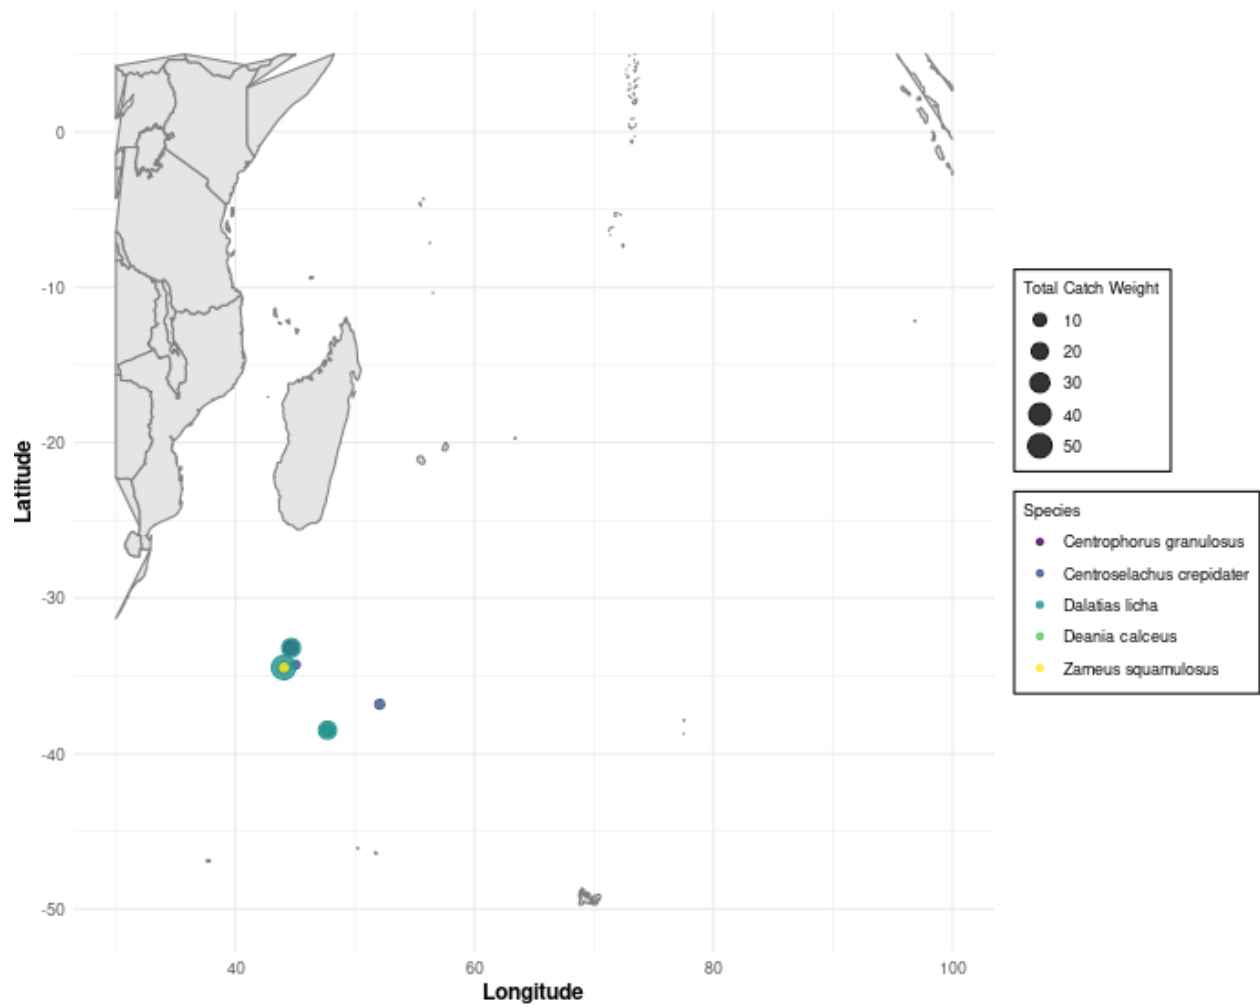 0
-10
-20
-30
-40
-50
Latitude
40
60
80
100
Longitude
Total Catch Weight
10
20
30
40
50
Species
Centrophorus granulosus
Centroselachus crepidater
Dalatias licha
Deania calceus
Zameus squamulosus